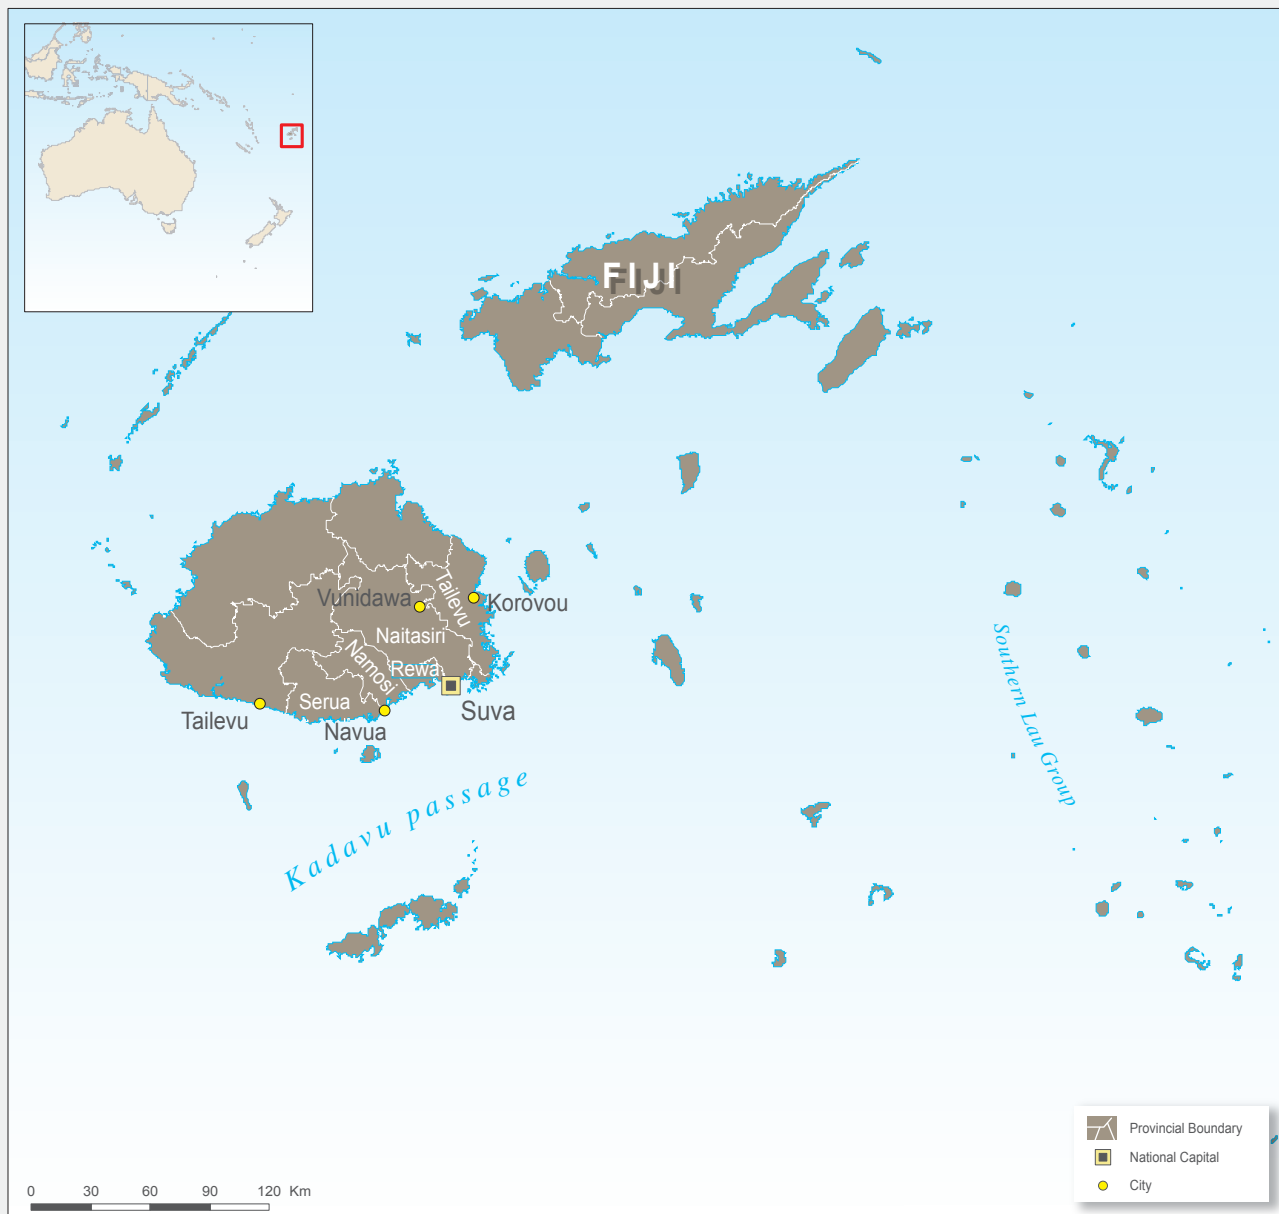 FIJI
Vunidawa
Tailevu
Korovou
Naitasiri
Namosi
Rewa
Serua
Suva
Tailevu
Navua
Kadavu passage
Southern Lau Group
Provincial Boundary
National Capital
City
0 30 60 90 120 Km